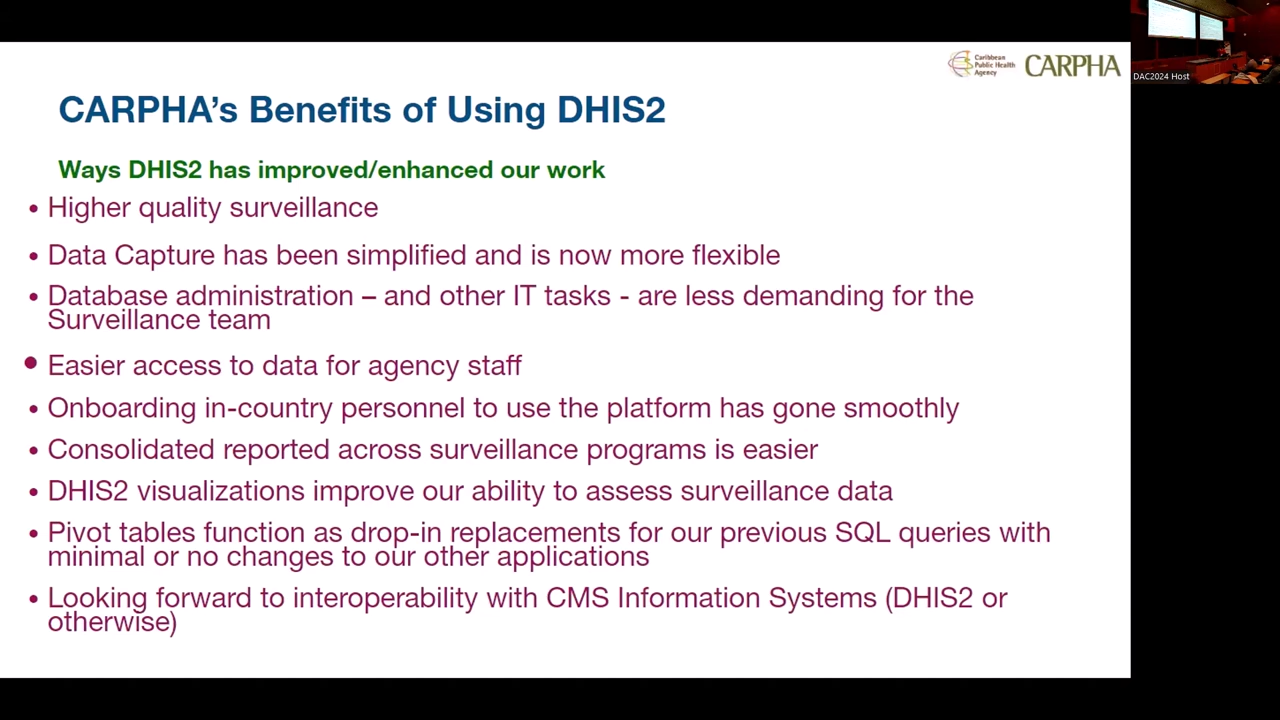 Caribbean
Public Health
Agency
CARPHA
DAC2024 Host
CARPHA's Benefits of Using DHIS2
Ways DHIS2 has improved/enhanced our work
• Higher quality surveillance
• Data Capture has been simplified and is now more flexible
• Database administration – and other IT tasks - are less demanding for the
Surveillance team
• Easier access to data for agency staff
• Onboarding in-country personnel to use the platform has gone smoothly
• Consolidated reported across surveillance programs is easier
• DHIS2 visualizations improve our ability to assess surveillance data
• Pivot tables function as drop-in replacements for our previous SQL queries with
minimal or no changes to our other applications
• Looking forward to interoperability with CMS Information Systems (DHIS2 or
otherwise)